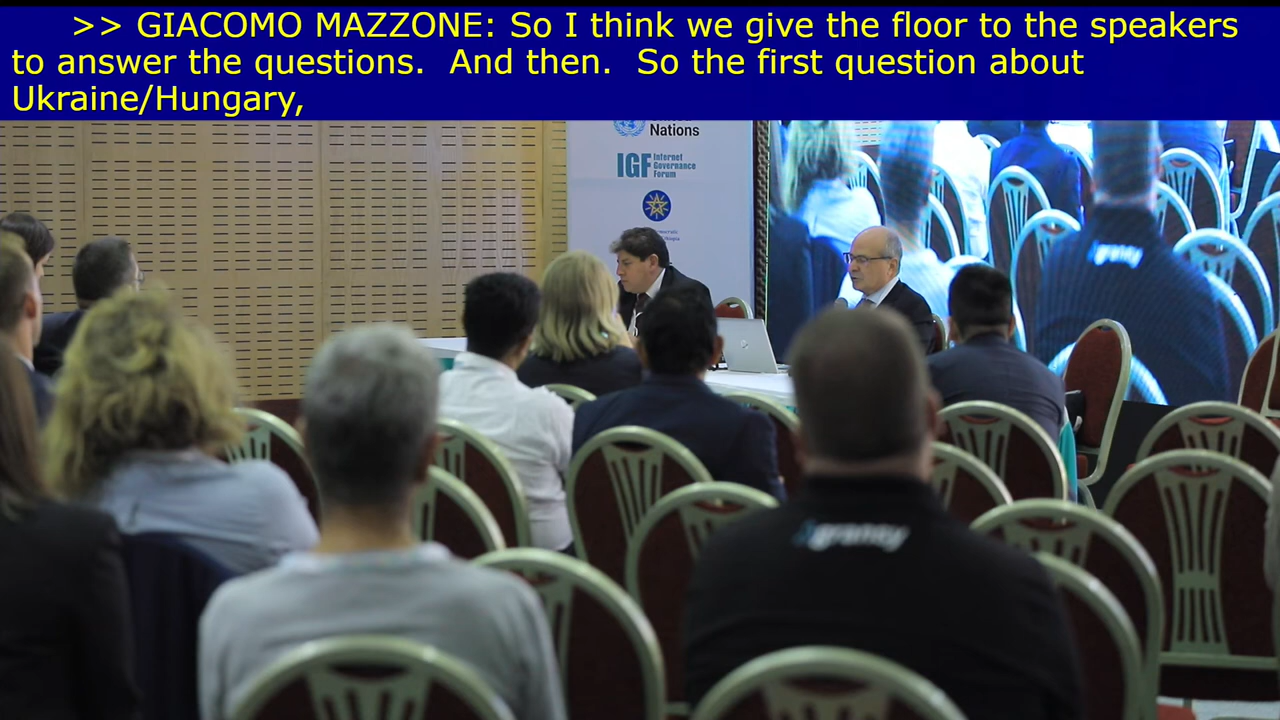 >> GIACOMO MAZZONE: So I think we give the floor to the speakers
to answer the questions.  And then.  So the first question about
Ukraine/Hungary,
Nations
IGF Internet
Governance
Forum